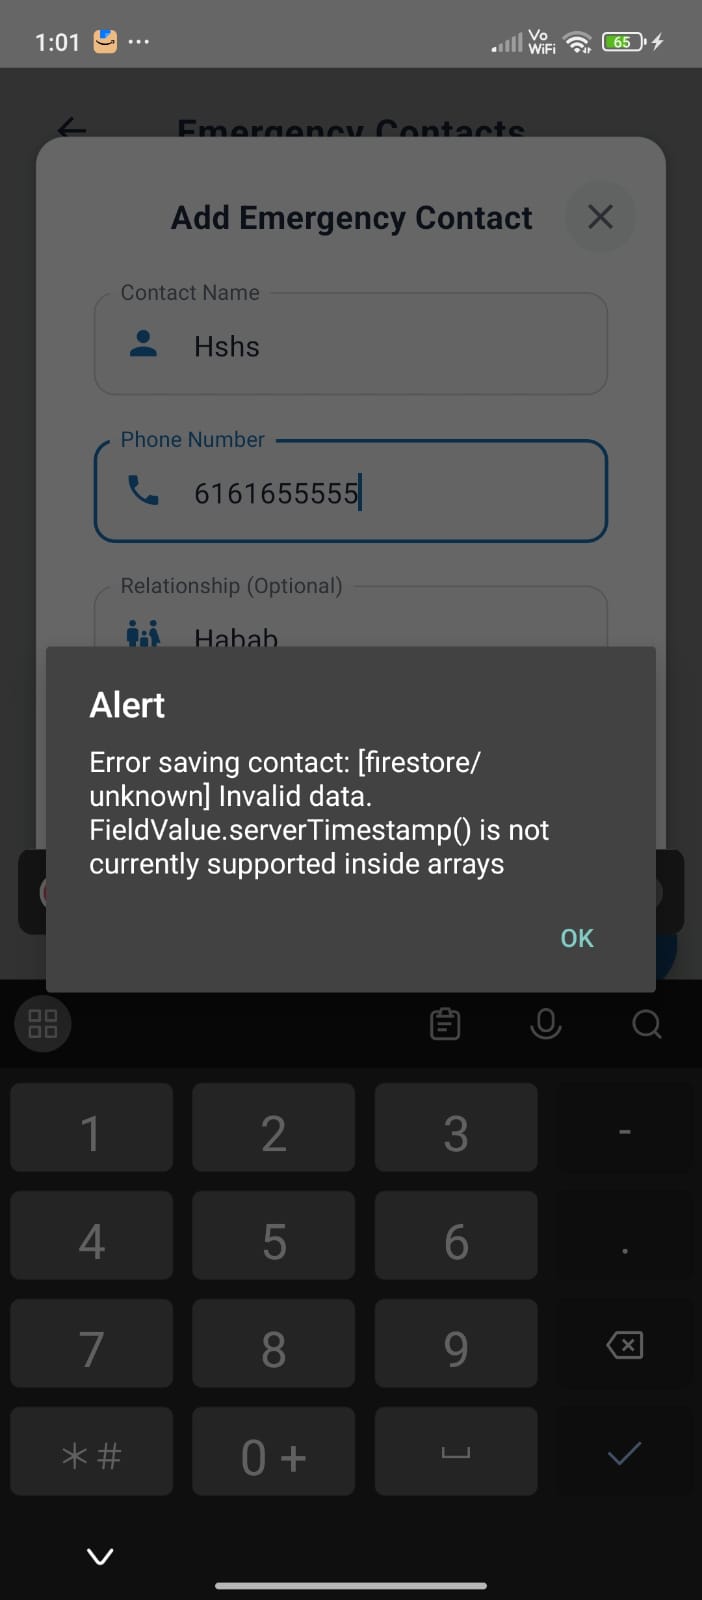 1:01
Vo
WiFi
65
Emergency Contacts
Add Emergency Contact
Contact Name
Hshs
Phone Number
6161655555
Relationship (Optional)
Habab
Alert
Error saving contact: [firestore/
unknown] Invalid data.
FieldValue.serverTimestamp() is not
currently supported inside arrays
OK
1 2 3 -
4 5 6 .
7 8 9
*# 0 +